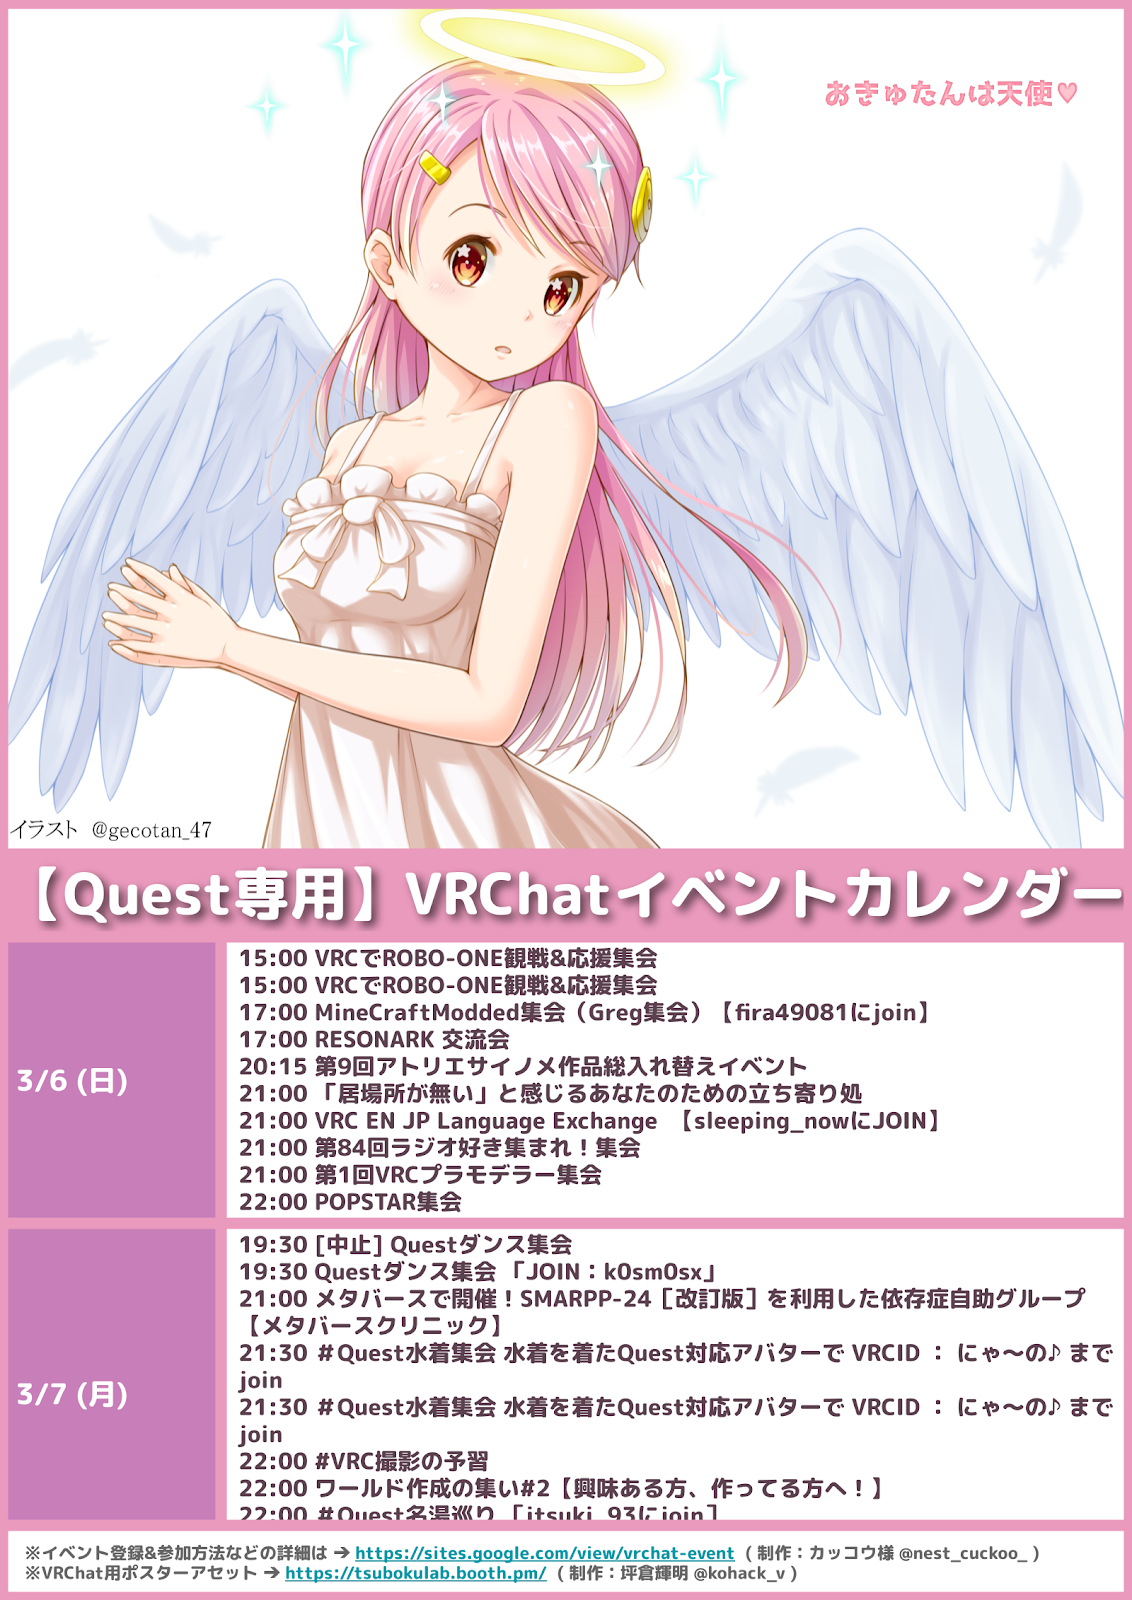 おきゅたんは天使♥
イラスト @gecotan_47
【Quest専用】VRChatイベントカレンダー
3/6 (日)
15:00 VRCでROBO-ONE観戦&応援集会
15:00 VRCでROBO-ONE観戦&応援集会
17:00 MineCraftModded集会（Greg集会）【fira49081にjoin】
17:00 RESONARK 交流会
20:15 第9回アトリエサイノメ作品総入れ替えイベント
21:00 「居場所が無い」と感じるあなたのための立ち寄り処
21:00 VRC EN JP Language Exchange 【sleeping_nowにJOIN】
21:00 第84回ラジオ好き集まれ！集会
21:00 第1回VRCプラモデラー集会
22:00 POPSTAR集会
3/7 (月)
19:30 [中止] Questダンス集会
19:30 Questダンス集会 「JOIN：k0sm0sx」
21:00 メタバースで開催！SMARPP-24［改訂版］を利用した依存症自助グループ
【メタバースクリニック】
21:30 ＃Quest水着集会 水着を着たQuest対応アバターで VRCID ： にゃ～の♪ まで
join
21:30 ＃Quest水着集会 水着を着たQuest対応アバターで VRCID ： にゃ～の♪ まで
join
22:00 #VRC撮影の予習
22:00 ワールド作成の集い#2【興味ある方、作ってる方へ！】
22:00 ＃Quest名湯巡り ［itsuki_93にjoin］
※イベント登録&参加方法などの詳細は → https://sites.google.com/view/vrchat-event ( 制作：カッコウ様 @nest_cuckoo_ )
※VRChat用ポスターアセット → https://tsubokulab.booth.pm/ ( 制作：坪倉輝明 @kohack_v )